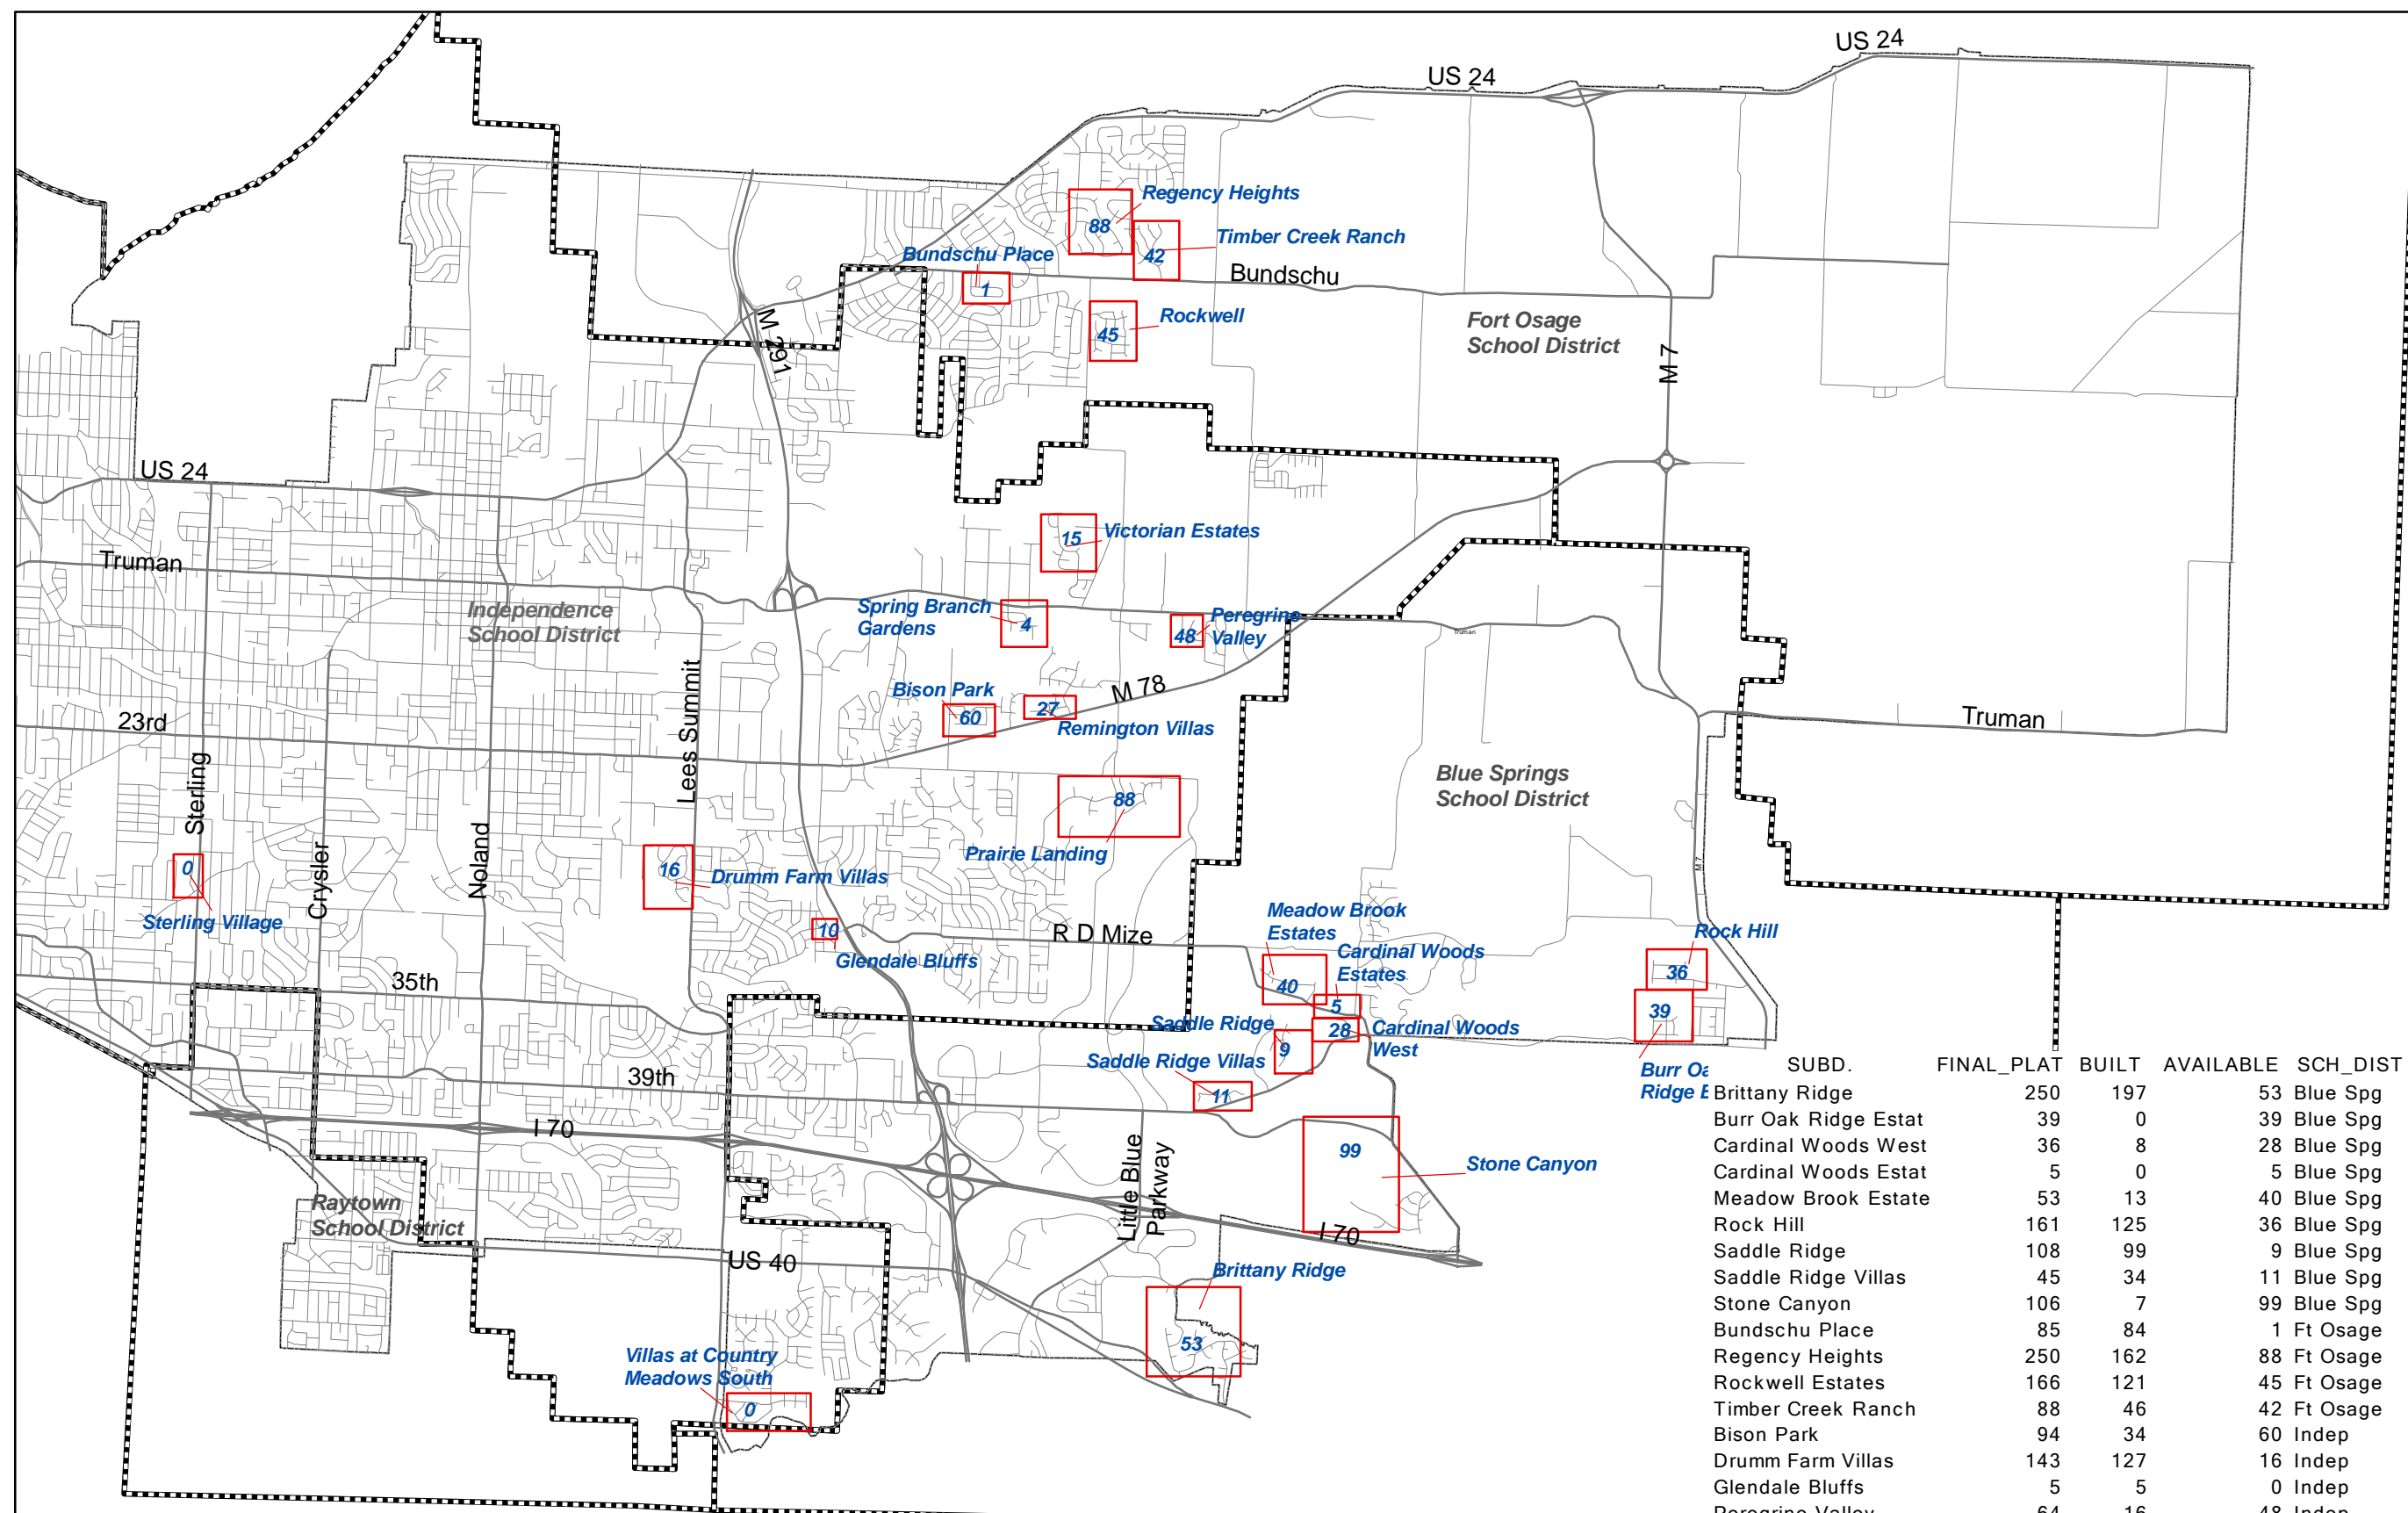 US 24
US 24
Regency Heights
88
Timber Creek Ranch
42
Bundschu Place
1
Bundschu
Rockwell
45
M 291
Fort Osage
School District
M 7
US 24
Victorian Estates
15
Truman
Independence
School District
Spring Branch
Gardens
4
Peregrine
Valley
48
Truman
Lees Summit
Bison Park
60
27
Remington Villas
M 78
23rd
Truman
Sterling
Blue Springs
School District
88
Prairie Landing
Noland
Crysler
0
Sterling Village
16
Drumm Farm Villas
M 7
10
Glendale Bluffs
R D Mize
Meadow Brook
Estates
40
Cardinal Woods
Estates
5
Rock Hill
36
39
Burr Oa
Ridge E
35th
Saddle Ridge
9
28
Cardinal Woods
West
Saddle Ridge Villas
11
39th
I 70
99
Stone Canyon
Little Blue
Parkway
Raytown
School District
I 70
US 40
Brittany Ridge
53
Villas at Country
Meadows South
0
SUBD. FINAL_PLAT BUILT AVAILABLE SCH_DIST
Brittany Ridge 250 197 53 Blue Spg
Burr Oak Ridge Estat 39 0 39 Blue Spg
Cardinal Woods West 36 8 28 Blue Spg
Cardinal Woods Estat 5 0 5 Blue Spg
Meadow Brook Estate 53 13 40 Blue Spg
Rock Hill 161 125 36 Blue Spg
Saddle Ridge 108 99 9 Blue Spg
Saddle Ridge Villas 45 34 11 Blue Spg
Stone Canyon 106 7 99 Blue Spg
Bundschu Place 85 84 1 Ft Osage
Regency Heights 250 162 88 Ft Osage
Rockwell Estates 166 121 45 Ft Osage
Timber Creek Ranch 88 46 42 Ft Osage
Bison Park 94 34 60 Indep
Drumm Farm Villas 143 127 16 Indep
Glendale Bluffs 5 5 0 Indep
Peregrine Valley 64 16 48 Indep